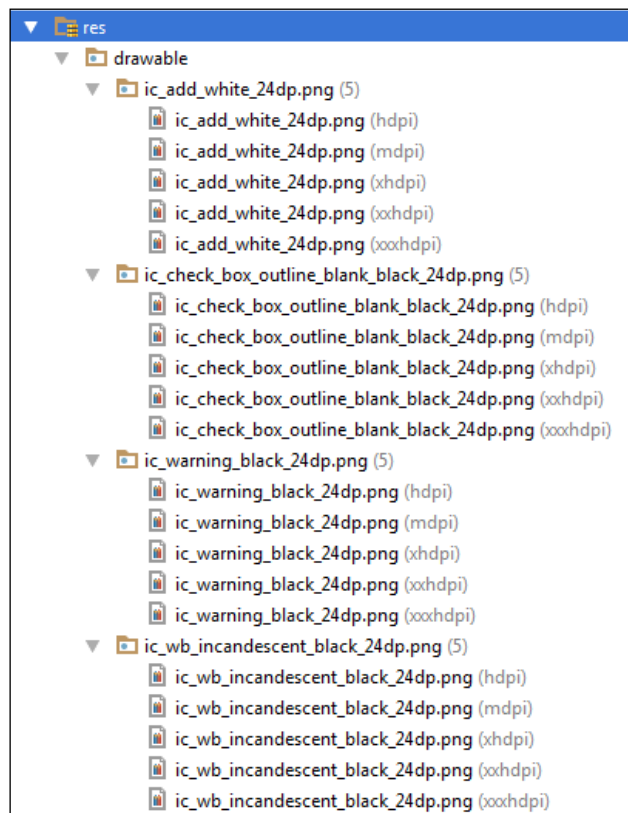 res
drawable
ic_add_white_24dp.png (5)
ic_add_white_24dp.png (hdpi)
ic_add_white_24dp.png (mdpi)
ic_add_white_24dp.png (xhdpi)
ic_add_white_24dp.png (xxhdpi)
ic_add_white_24dp.png (xxxhdpi)
ic_check_box_outline_blank_black_24dp.png (5)
ic_check_box_outline_blank_black_24dp.png (hdpi)
ic_check_box_outline_blank_black_24dp.png (mdpi)
ic_check_box_outline_blank_black_24dp.png (xhdpi)
ic_check_box_outline_blank_black_24dp.png (xxhdpi)
ic_check_box_outline_blank_black_24dp.png (xxxhdpi)
ic_warning_black_24dp.png (5)
ic_warning_black_24dp.png (hdpi)
ic_warning_black_24dp.png (mdpi)
ic_warning_black_24dp.png (xhdpi)
ic_warning_black_24dp.png (xxhdpi)
ic_warning_black_24dp.png (xxxhdpi)
ic_wb_incandescent_black_24dp.png (5)
ic_wb_incandescent_black_24dp.png (hdpi)
ic_wb_incandescent_black_24dp.png (mdpi)
ic_wb_incandescent_black_24dp.png (xhdpi)
ic_wb_incandescent_black_24dp.png (xxhdpi)
ic_wb_incandescent_black_24dp.png (xxxhdpi)